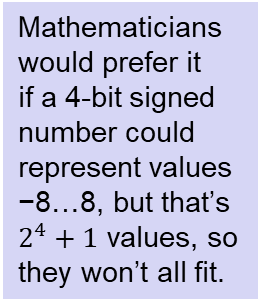 Mathematicians
would prefer it
if a 4-bit signed
number could
represent values
−8…8, but that’s
2⁴ + 1 values, so
they won’t all fit.